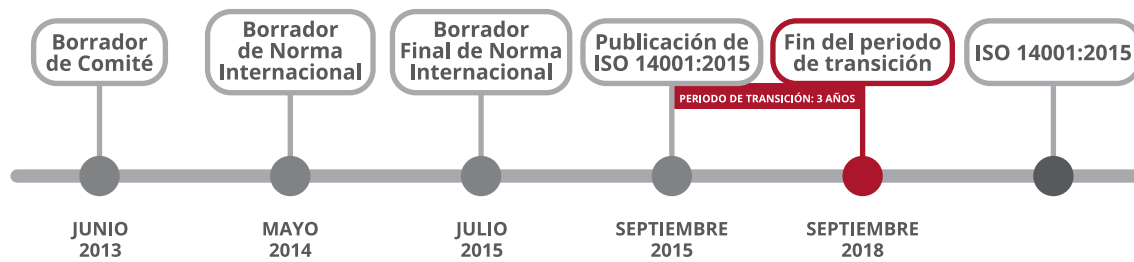 Borrador
de Comité
Borrador
de Norma
Internacional
Borrador
Final de Norma
Internacional
Publicación de
ISO 14001:2015
Fin del periodo
de transición
ISO 14001:2015
PERIODO DE TRANSICIÓN: 3 AÑOS
JUNIO
2013
MAYO
2014
JULIO
2015
SEPTIEMBRE
2015
SEPTIEMBRE
2018